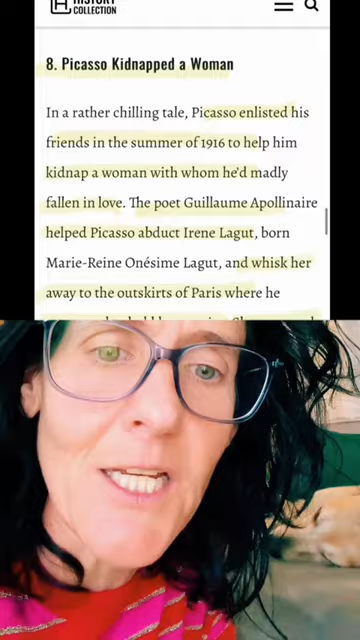 HISTORY
COLLECTION
8. Picasso Kidnapped a Woman
In a rather chilling tale, Picasso enlisted his
friends in the summer of 1916 to help him
kidnap a woman with whom he'd madly
fallen in love. The poet Guillaume Apollinaire
helped Picasso abduct Irene Lagut, born
Marie-Reine Onésime Lagut, and whisk her
away to the outskirts of Paris where he